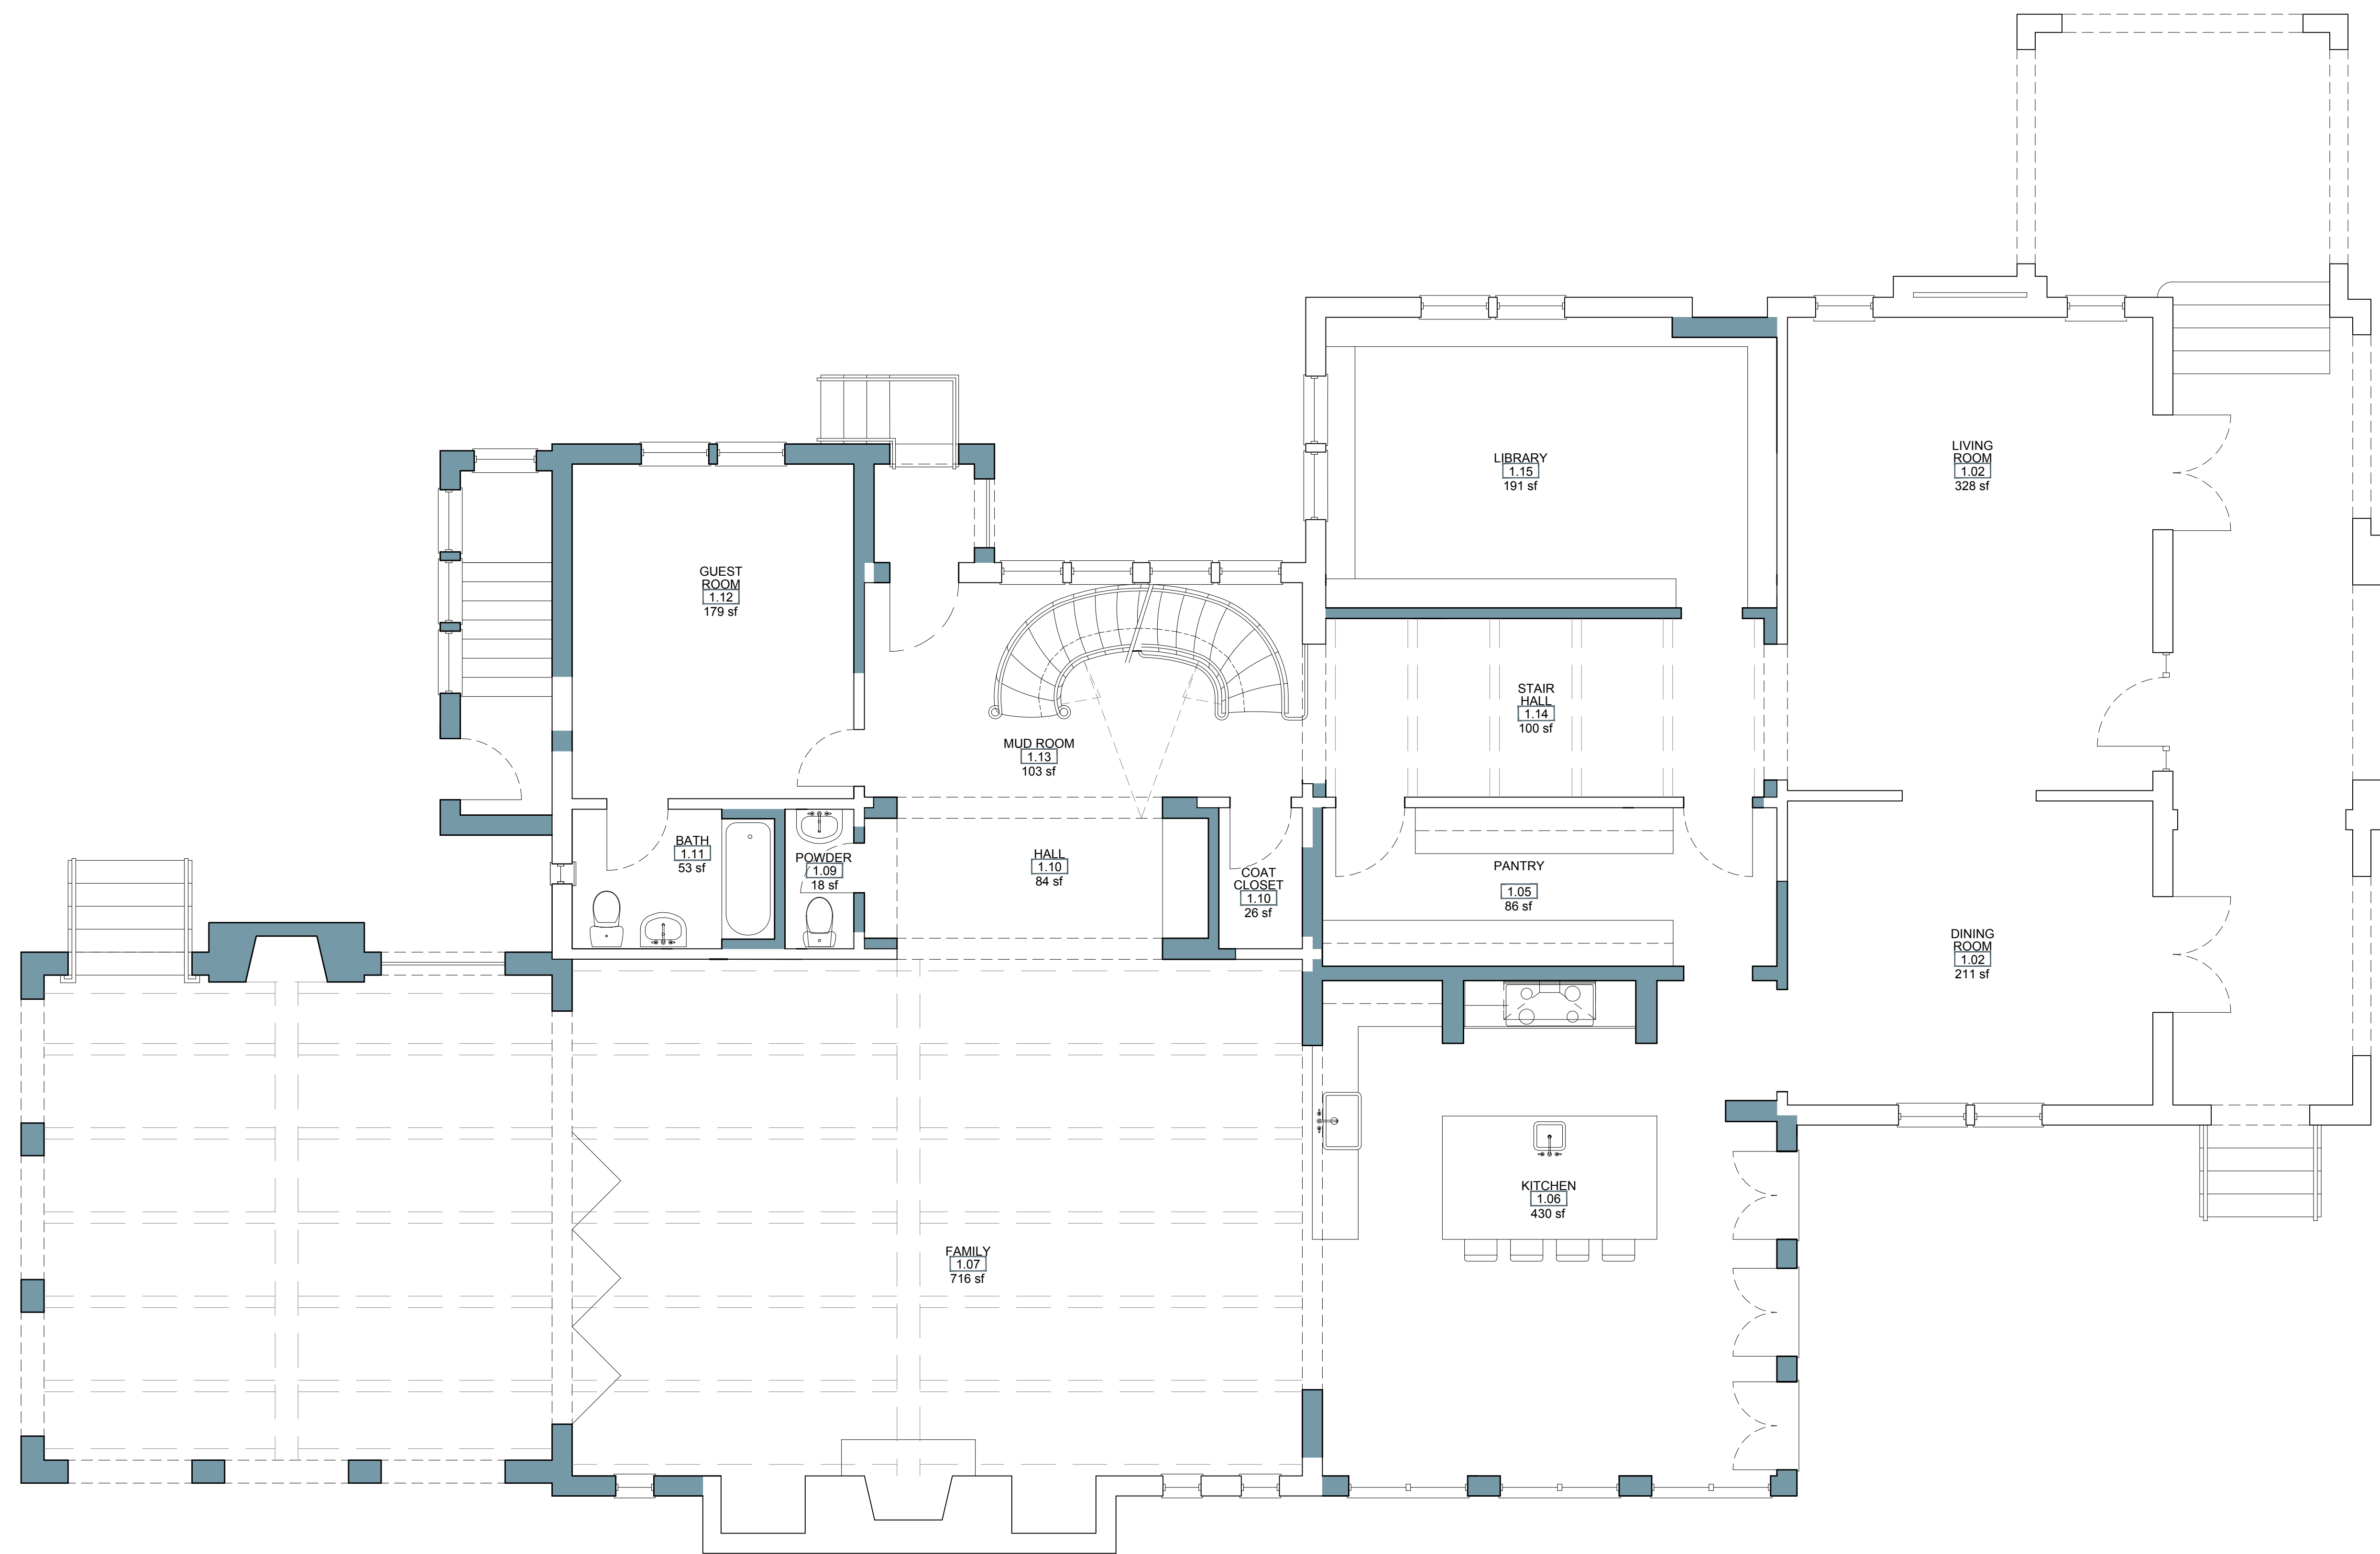 LIBRARY
1.15
191 sf
LIVING
ROOM
1.02
328 sf
GUEST
ROOM
1.12
179 sf
STAIR
HALL
1.14
100 sf
MUD ROOM
1.13
103 sf
BATH
1.11
53 sf
POWDER
1.09
18 sf
HALL
1.10
84 sf
COAT
CLOSET
1.10
26 sf
PANTRY
1.05
86 sf
DINING
ROOM
1.02
211 sf
KITCHEN
1.06
430 sf
FAMILY
1.07
716 sf